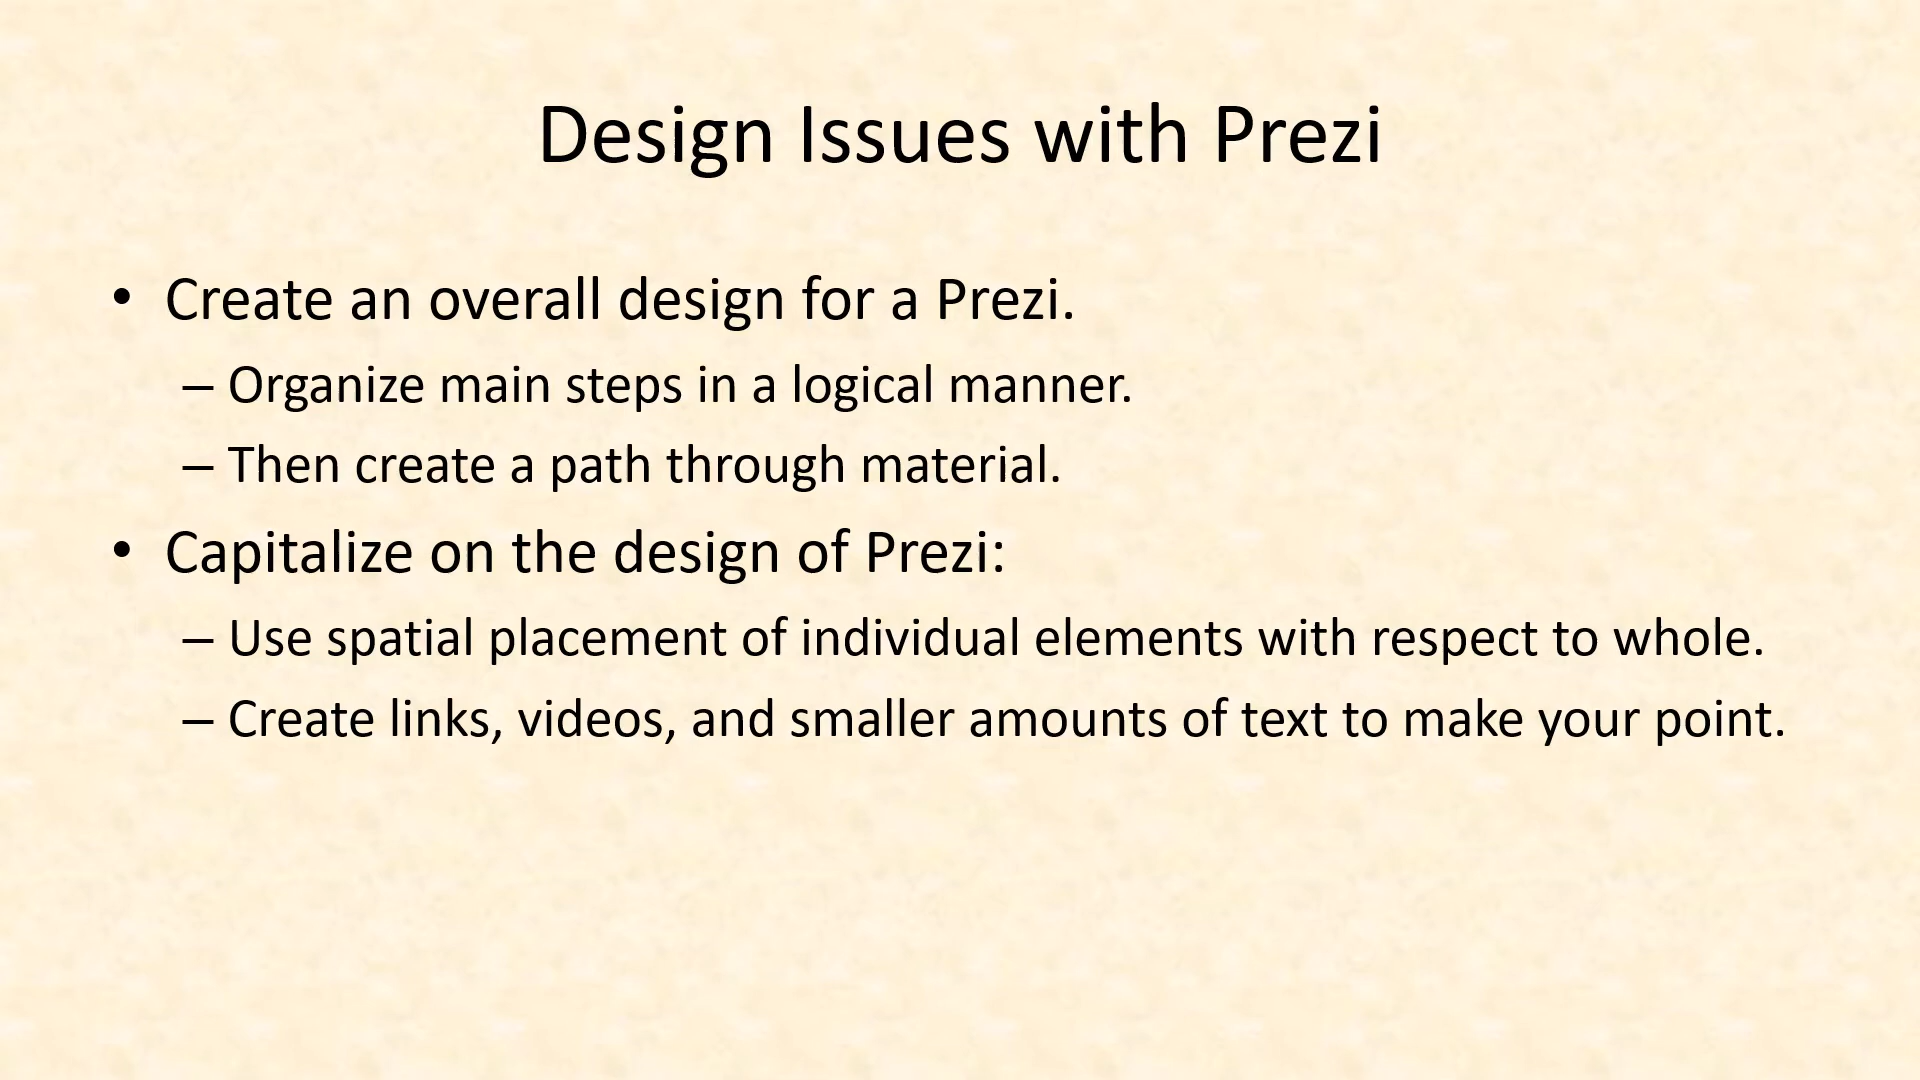 Design Issues with Prezi
• Create an overall design for a Prezi.
– Organize main steps in a logical manner.
– Then create a path through material.
• Capitalize on the design of Prezi:
– Use spatial placement of individual elements with respect to whole.
– Create links, videos, and smaller amounts of text to make your point.